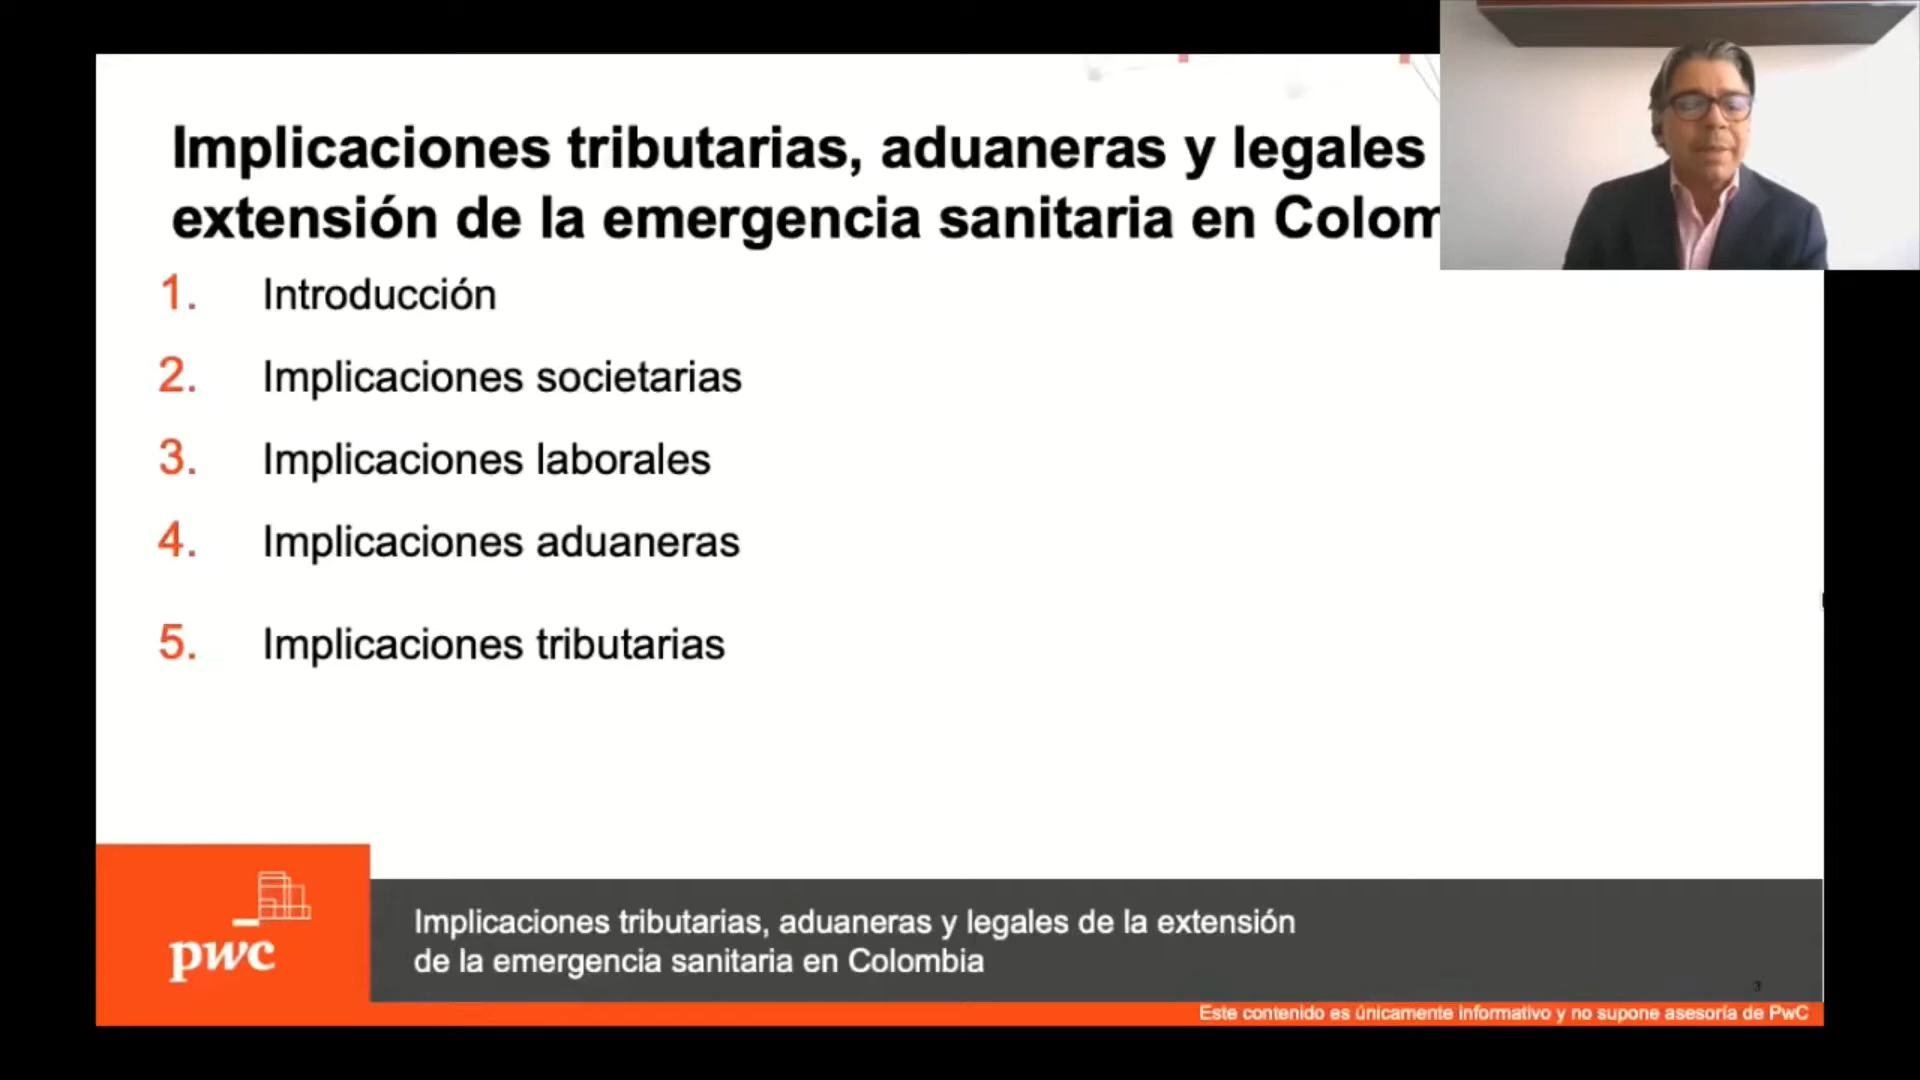 Implicaciones tributarias, aduaneras y legales
extensión de la emergencia sanitaria en Colom
1. Introducción
2. Implicaciones societarias
3. Implicaciones laborales
4. Implicaciones aduaneras
5. Implicaciones tributarias
pwc
Implicaciones tributarias, aduaneras y legales de la extensión
de la emergencia sanitaria en Colombia
3
Este contenido es únicamente Informativo y no supone asesoría de PwC